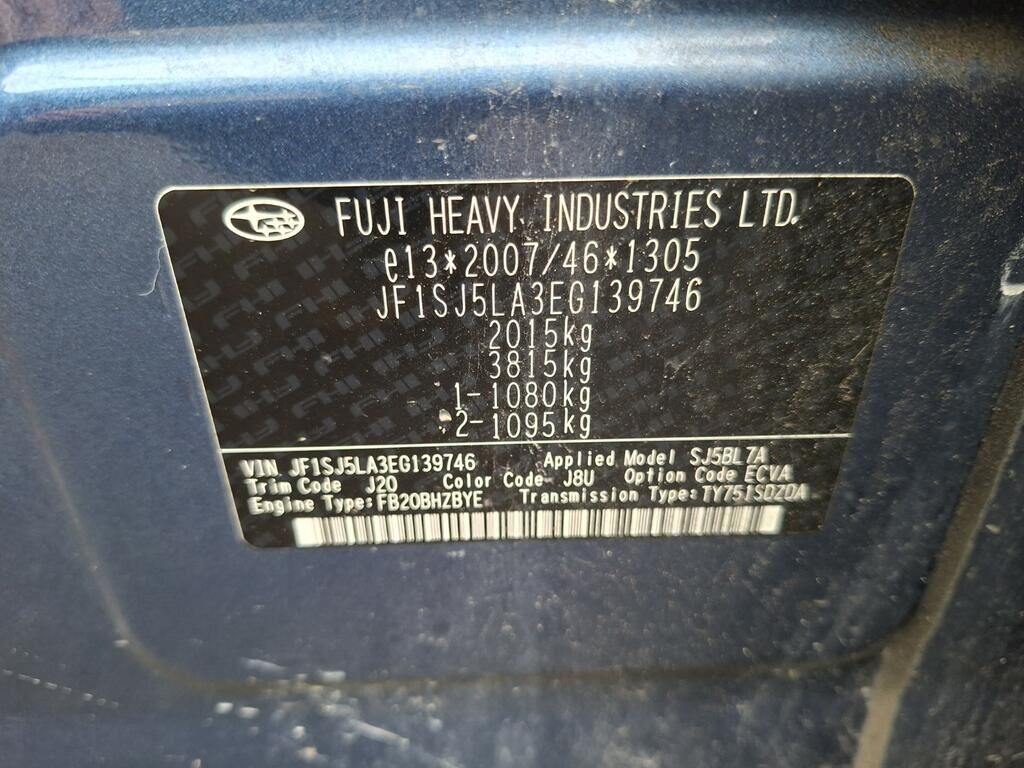 FUJI HEAVY INDUSTRIES LTD.
e13*2007/46*1305
JF1SJ5LA3EG139746
2015kg
3815kg
1-1080kg
2-1095kg
VIN JF1SJ5LA3EG139746 Applied Model SJ5BL7A
Trim Code J20 Color Code J8U Option Code ECVA
Engine Type:FB20BHZBYE Transmission Type:TY751SDZDA